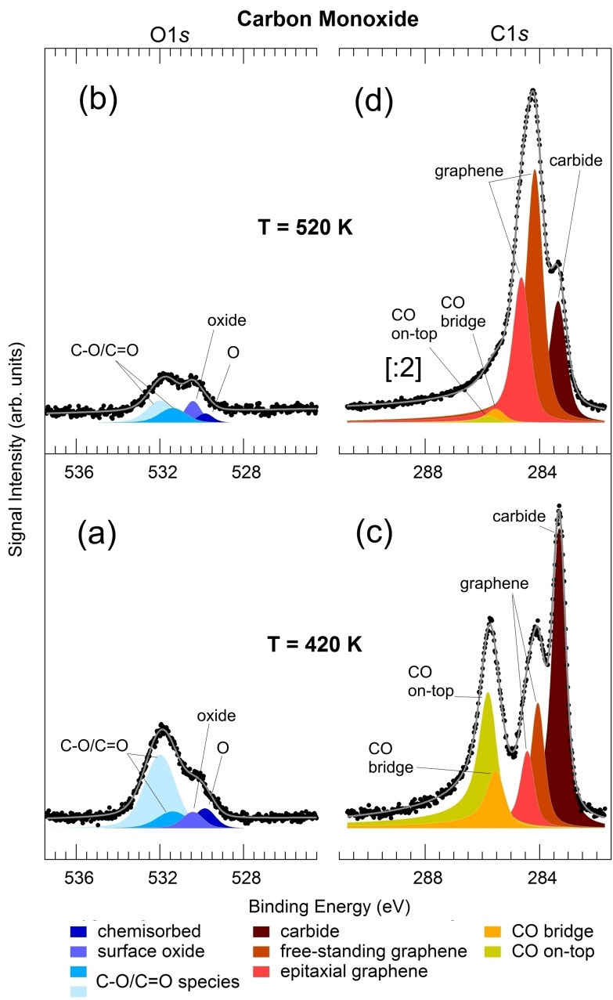 Carbon Monoxide
O1s
C1s
(b)
(d)
graphene
carbide
T = 520 K
CO
on-top
CO
bridge
oxide
C-O/C=O
O
[:2]
536
532
528
288
284
Signal Intensity (arb. units)
(a)
(c)
carbide
graphene
T = 420 K
CO
on-top
oxide
C-O/C=O
O
CO
bridge
536
532
528
288
284
Binding Energy (eV)
chemisorbed
carbide
CO bridge
surface oxide
free-standing graphene
CO on-top
C-O/C=O species
epitaxial graphene